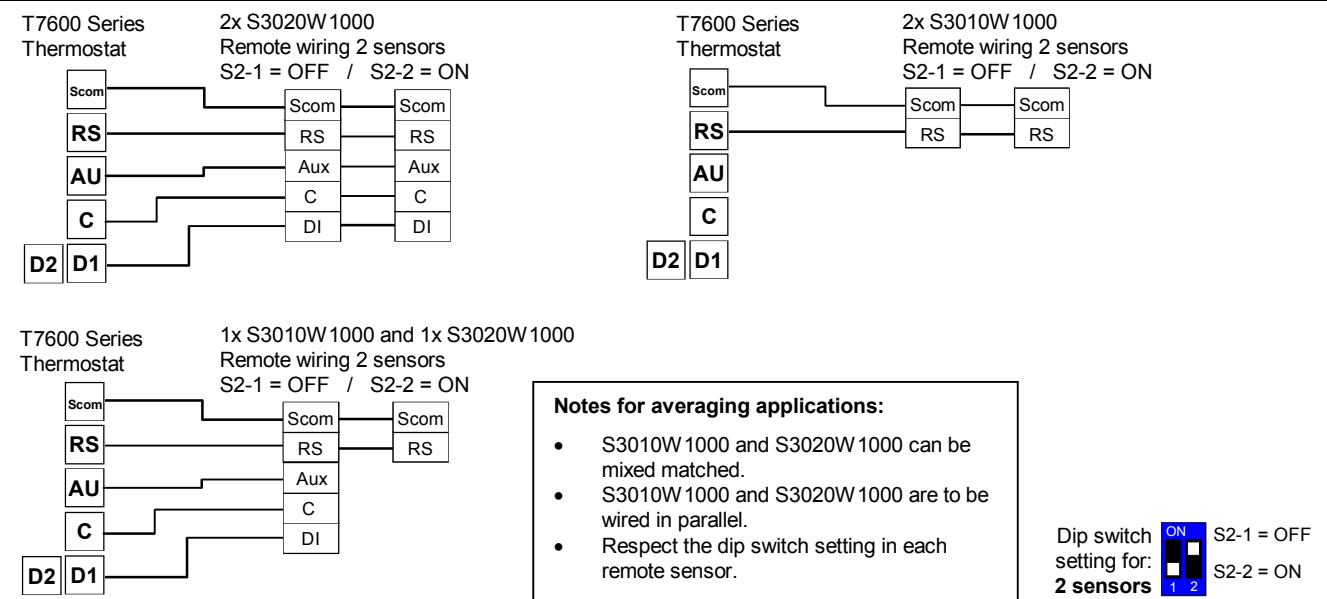 T7600 Series
Thermostat
2x S3020W1000
Remote wiring 2 sensors
S2-1 = OFF / S2-2 = ON
Scom
RS
AU
C
D2 D1
Scom Scom
RS RS
Aux Aux
C C
DI DI
T7600 Series
Thermostat
2x S3010W1000
Remote wiring 2 sensors
S2-1 = OFF / S2-2 = ON
Scom
RS
AU
C
D2 D1
Scom Scom
RS RS
T7600 Series
Thermostat
1x S3010W1000 and 1x S3020W1000
Remote wiring 2 sensors
S2-1 = OFF / S2-2 = ON
Scom
RS
AU
C
D2 D1
Scom Scom
RS RS
Aux
C
DI
Notes for averaging applications:
• S3010W1000 and S3020W1000 can be
mixed matched.
• S3010W1000 and S3020W1000 are to be
wired in parallel.
• Respect the dip switch setting in each
remote sensor.
Dip switch
setting for:
2 sensors
ON
1 2
S2-1 = OFF
S2-2 = ON